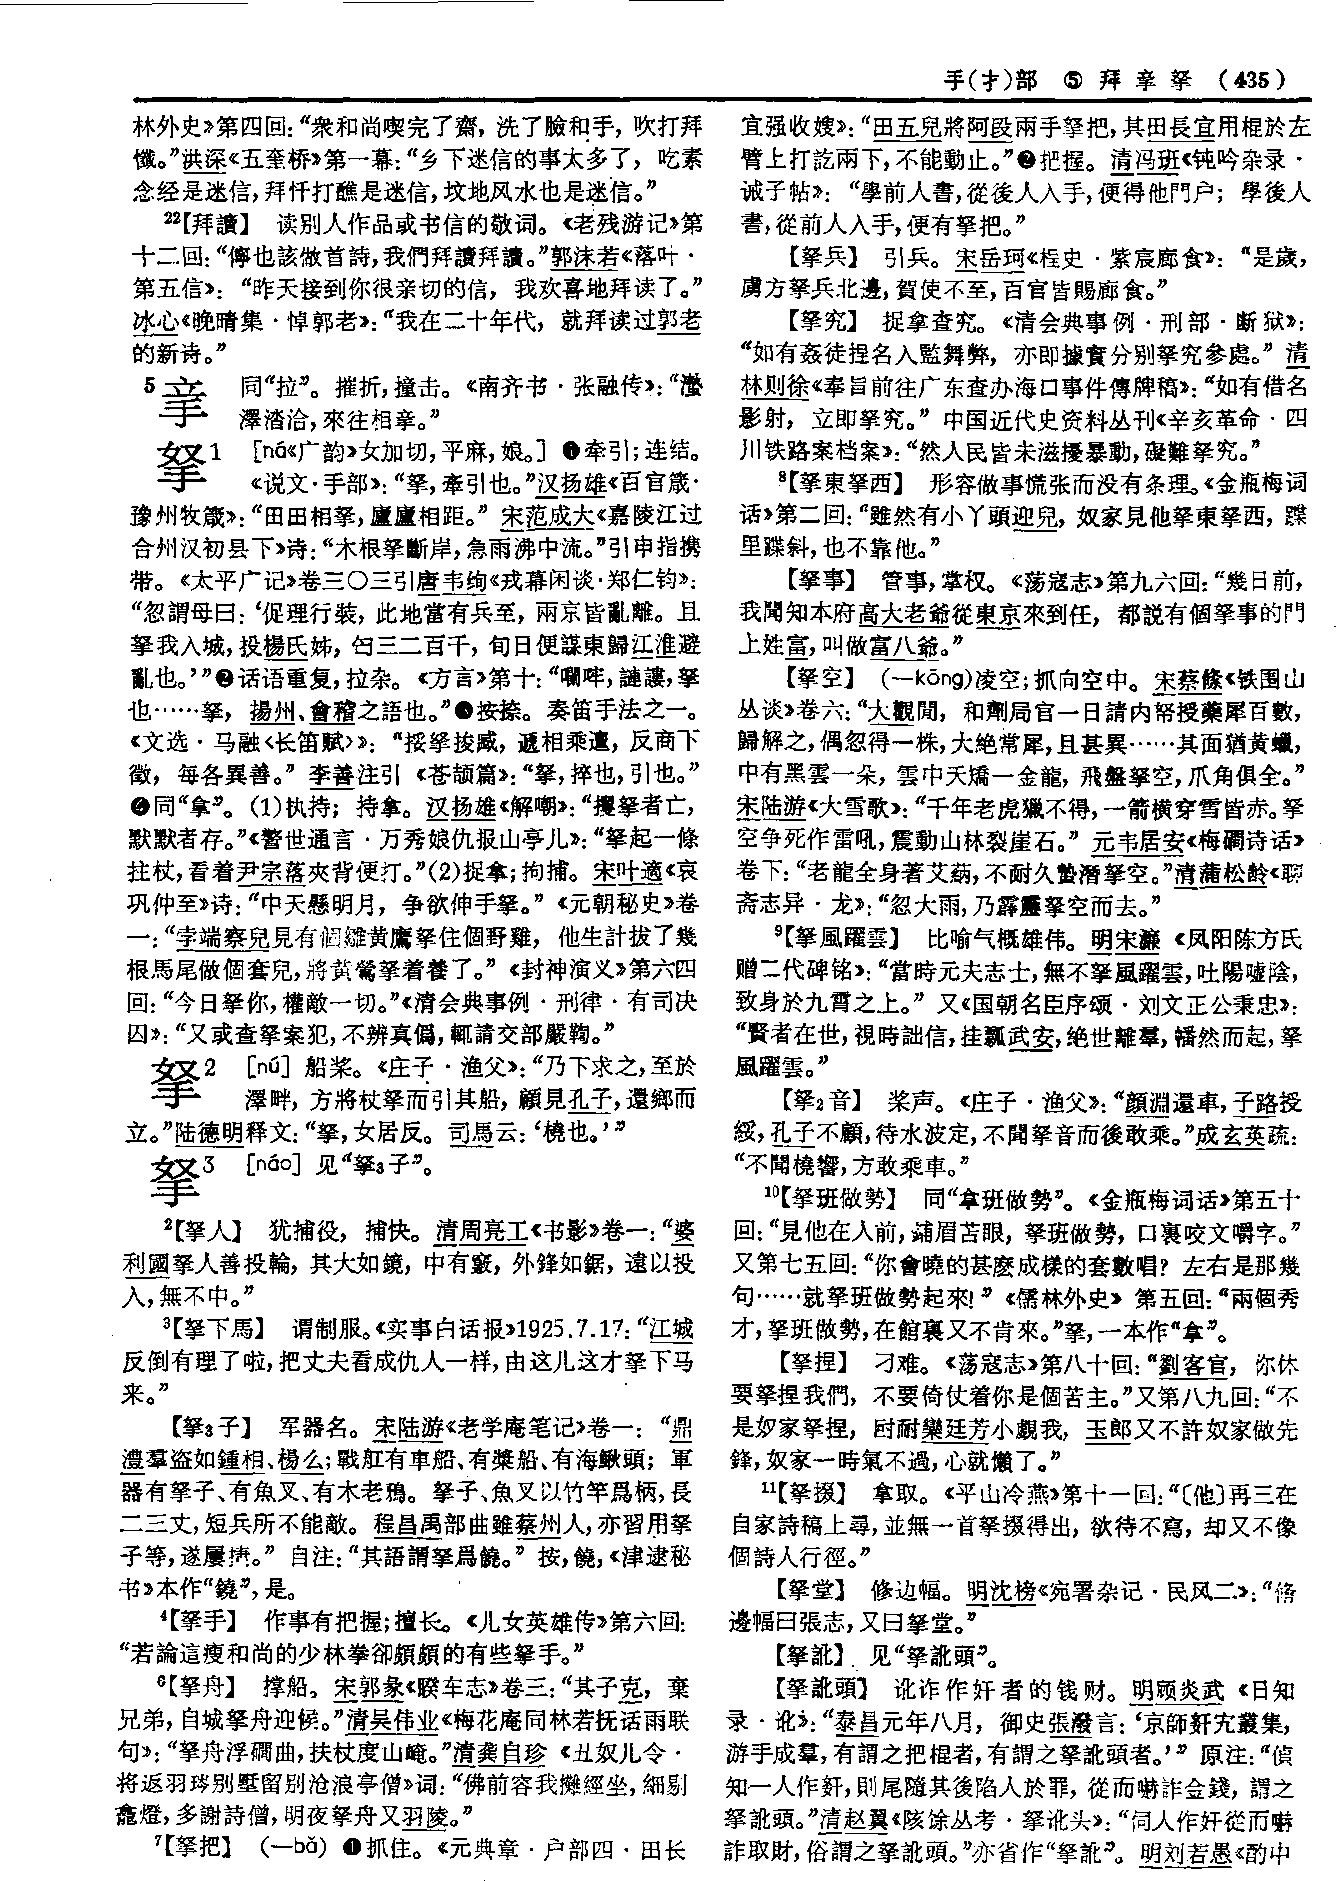 手(扌)部 ⑤ 拜 㧱 拏 (435)
林外史》第四回:“衆和尚喫完了齋, 洗了臉和手, 吹打拜
懺。”洪深《五奎桥》第一幕:“乡下迷信的事太多了, 吃素
念经是迷信,拜忏打醮是迷信,坟地风水也是迷信。”
22【拜讀】 读别人作品或书信的敬词。《老残游记》第
十二回:“儜也該做首詩,我們拜讀拜讀。”郭沫若《落叶·
第五信》: “昨天接到你很亲切的信, 我欢喜地拜读了。”
冰心《晚晴集·悼郭老》:“我在二十年代, 就拜读过郭老
的新诗。”
5 同“拉”。摧折,撞击。《南齐书·张融传》:“瀊
澤渣洽,來往相。”
拏1 [ná《广韵》女加切,平麻,娘。] ❶牵引;连结。
《说文·手部》:“拏,牽引也。”汉扬雄《百官箴·
豫州牧箴》:“田田相拏,廬廬相距。” 宋范成大《嘉陵江过
合州汉初县下》诗:“木根拏斷岸,急雨沸中流。”引申指携
带。《太平广记》卷三〇三引唐韦绚《戎幕闲谈·郑仁钧》:
“忽謂母曰:‘促理行裝, 此地當有兵至, 兩京皆亂離。且
拏我入城,投楊氏姊, 匄三二百千, 旬日便謀東歸江淮避
亂也。’”❷话语重复,拉杂。《方言》第十:“囒哰, 謰謱,拏
也……拏, 揚州、會稽之語也。”❸按捺。奏笛手法之一。
《文选·马融〈长笛赋〉》: “挼拏捘臧, 遞相乘邅, 反商下
徵, 每各異善。” 李善注引《苍颉篇》:“拏,捽也,引也。”
❹同“拿”。(1)执持; 持拿。汉扬雄《解嘲》:“攫拏者亡,
默默者存。”《警世通言·万秀娘仇报山亭儿》:“拏起一條
拄杖,看着尹宗落夾背便打。”(2)捉拿;拘捕。宋叶適《哀
巩仲至》诗:“中天懸明月, 争欲伸手拏。”《元朝秘史》卷
一:“孛端察兒見有個雛黄鷹拏住個野雞, 他生計拔了幾
根馬尾做個套兒,將黄鶯拏着養了。”《封神演义》第六四
回:“今日拏你,權敵一切。”《清会典事例·刑律·有司决
囚》:“又或查拏案犯,不辨真僞,輒請交部嚴鞫。”
拏2 [nú] 船桨。《庄子·渔父》:“乃下求之,至於
澤畔, 方將杖拏而引其船, 顧見孔子,還鄉而
立。”陆德明释文:“拏,女居反。司馬云:‘橈也。’”
拏3 [náo] 见“拏3子”。
2【拏人】 犹捕役, 捕快。清周亮工《书影》卷一:“婆
利國拏人善投輪, 其大如鏡, 中有竅, 外鋒如鋸, 遠以投
人,無不中。”
3【拏下馬】 谓制服。《实事白话报》1925.7.17:“江城
反倒有理了啦,把丈夫看成仇人一样,由这儿这才拏下马
来。”
【拏3子】 军器名。宋陆游《老学庵笔记》卷一: “鼎
澧羣盗如鍾相、楊么;戰舡有車船、有槳船、有海鰍頭; 軍
器有拏子、有魚叉、有木老鴉。拏子、魚叉以竹竿爲柄,長
二三丈,短兵所不能敵。程昌禹部曲雖蔡州人,亦習用拏
子等,遂屢捷。” 自注:“其語謂拏爲饒。” 按,饒,《津逮秘
书》本作“鐃”,是。
4【拏手】 作事有把握;擅长。《儿女英雄传》第六回:
“若論這瘦和尚的少林拳卻頗頗的有些拏手。”
6【拏舟】 撑船。宋郭彖《睽车志》卷三:“其子克, 棄
兄弟,自城拏舟迎候。”清吴伟业《梅花庵同林若抚话雨联
句》:“拏舟浮磵曲,扶杖度山崦。”清龚自珍《丑奴儿令·
将返羽琌别墅留别沧浪亭僧》词:“佛前容我攤經坐,細剔
龕燈,多謝詩僧,明夜拏舟又羽陵。”
7【拏把】 (—bǎ) ❶抓住。《元典章·户部四·田长
宜强收嫂》:“田五兒將阿段兩手拏把,其田長宜用棍於左
臂上打訖兩下,不能動止。”❷把握。清冯班《钝吟杂录·
诫子帖》: “學前人書,從後人入手,便得他門户; 學後人
書,從前人入手,便有拏把。”
【拏兵】 引兵。宋岳珂《桯史·紫宸廊食》: “是歲,
虜方拏兵北邊,賀使不至,百官皆賜廊食。”
【拏究】 捉拿查究。《清会典事例·刑部·断狱》:
“如有姦徒捏名入監舞弊, 亦即據實分别拏究參處。” 清
林则徐《奉旨前往广东查办海口事件傳牌稿》:“如有借名
影射, 立即拏究。” 中国近代史资料丛刊《辛亥革命·四
川铁路案档案》:“然人民皆未滋擾暴動,礙難拏究。”
8【拏東拏西】 形容做事慌张而没有条理。《金瓶梅词
话》第二回:“雖然有小丫頭迎兒, 奴家見他拏東拏西, 蹀
里蹀斜,也不靠他。”
【拏事】 管事,掌权。《荡寇志》第九六回:“幾日前,
我聞知本府高大老爺從東京來到任, 都説有個拏事的門
上姓富,叫做富八爺。”
【拏空】 (—kōng)凌空;抓向空中。宋蔡絛《铁围山
丛谈》卷六:“大觀間, 和劑局官一日請内帑授藥犀百數,
歸解之,偶忽得一株,大絶常犀,且甚異……其面猶黄蠟,
中有黑雲一朵, 雲中夭矯一金龍, 飛盤拏空,爪角俱全。”
宋陆游《大雪歌》:“千年老虎獵不得,一箭横穿雪皆赤。拏
空争死作雷吼,震動山林裂崖石。” 元韦居安《梅磵诗话》
卷下:“老龍全身著艾蒳,不耐久蟄潛拏空。”清蒲松齡《聊
斋志异·龙》:“忽大雨,乃霹靂拏空而去。”
9【拏風躍雲】 比喻气概雄伟。明宋濂《凤阳陈方氏
赠二代碑铭》:“當時元夫志士,無不拏風躍雲,吐陽噓陰,
致身於九霄之上。” 又《国朝名臣序颂·刘文正公秉忠》:
“賢者在世,視時詘信,挂瓢武安,绝世離羣,幡然而起,拏
風躍雲。”
【拏2音】 桨声。《庄子·渔父》:“顔淵還車,子路授
綏,孔子不顧,待水波定,不聞拏音而後敢乘。”成玄英疏:
“不聞橈響,方敢乘車。”
10【拏班做勢】 同“拿班做勢”。《金瓶梅词话》第五十
回:“見他在人前,鋪眉苫眼, 拏班做勢, 口裏咬文嚼字。”
又第七五回:“你會曉的甚麽成樣的套數唱? 左右是那幾
句……就拏班做勢起來!”《儒林外史》第五回:“兩個秀
才,拏班做勢,在館裏又不肯來。”拏,一本作“拿”。
【拏捏】 刁难。《荡寇志》第八十回:“劉客官, 你休
要拏捏我們, 不要倚仗着你是個苦主。”又第八九回:“不
是奴家拏捏, 叵耐欒廷芳小覷我, 玉郎又不許奴家做先
鋒,奴家一時氣不過,心就懶了。”
11【拏掇】 拿取。《平山冷燕》第十一回:“〔他〕再三在
自家詩稿上尋,並無一首拏掇得出, 欲待不寫, 却又不像
個詩人行徑。”
【拏堂】 修边幅。明沈榜《宛署杂记·民风二》:“脩
邊幅曰張志,又曰拏堂。”
【拏訛】 见“拏訛頭”。
【拏訛頭】 讹诈作奸者的钱财。明顾炎武《日知
录·讹》:“泰昌元年八月, 御史張潑言:‘京師姦宄叢集,
游手成羣,有謂之把棍者,有謂之拏訛頭者。’” 原注:“偵
知一人作奸,則尾隨其後陷人於罪, 從而嚇詐金錢, 謂之
拏訛頭。”清赵翼《陔馀丛考·拏讹头》:“伺人作奸從而嚇
詐取財,俗謂之拏訛頭。”亦省作“拏訛”。明刘若愚《酌中